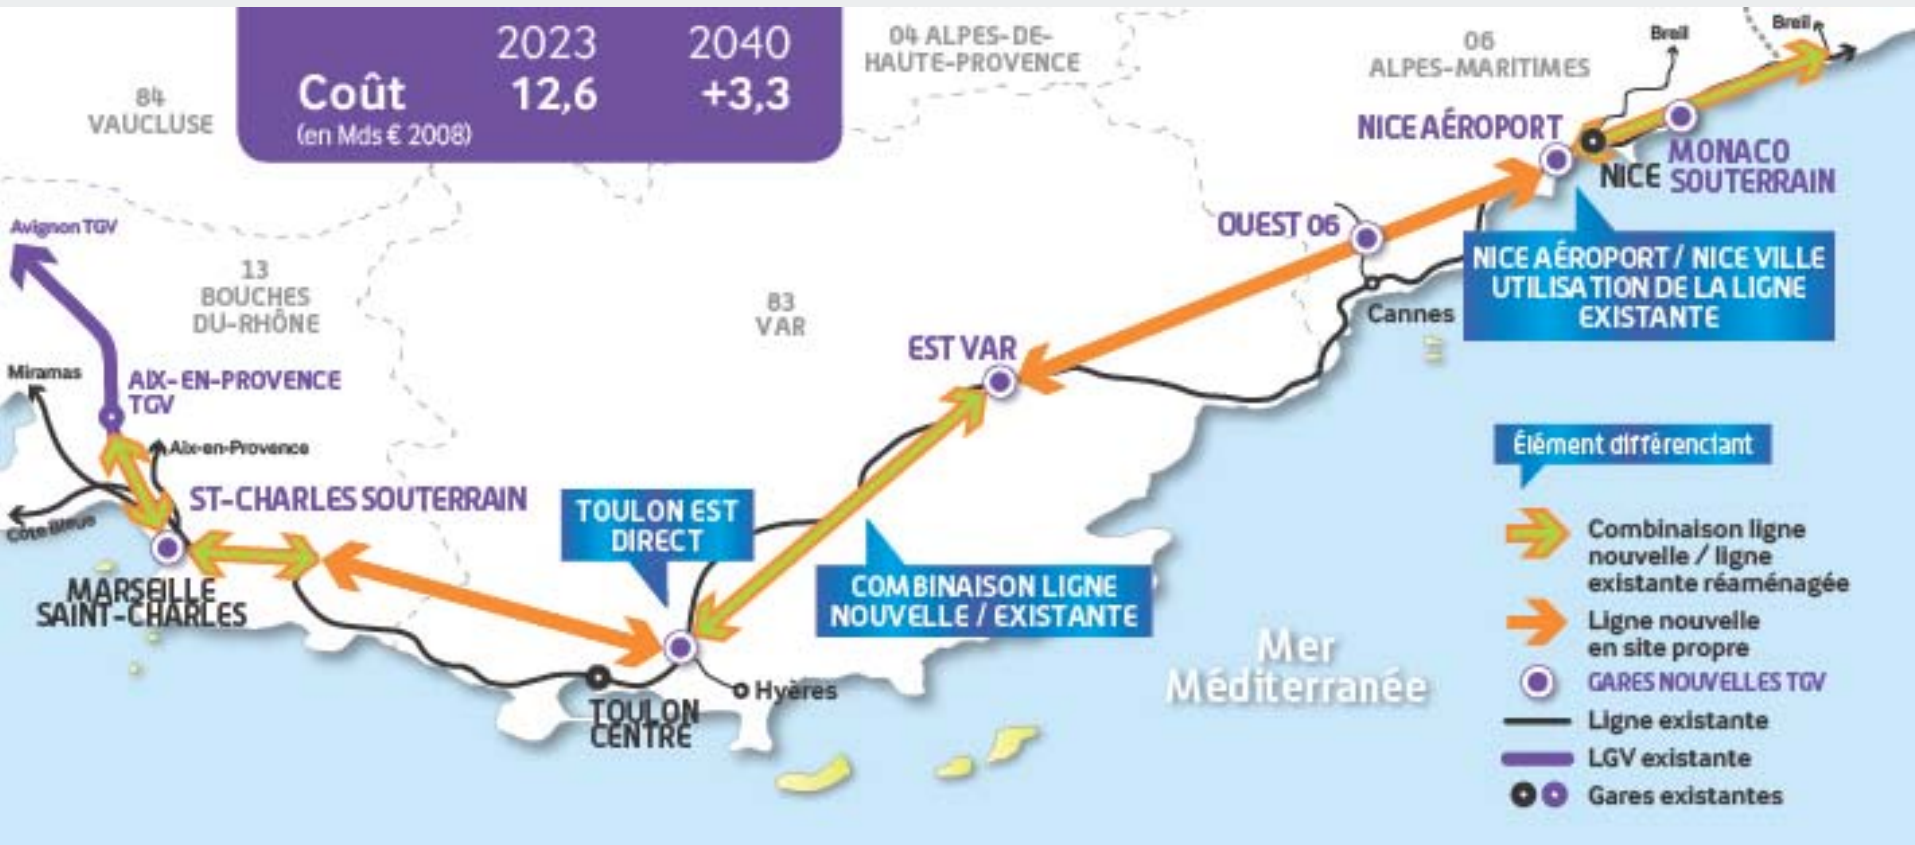 2023 2040
Coût 12,6 +3,3
(en Mds € 2008)
84
VAUCLUSE
04 ALPES-DE-
HAUTE-PROVENCE
06
ALPES-MARITIMES
Breil
Breil
NICE AÉROPORT
NICE
MONACO
SOUTERRAIN
OUEST 06
NICE AÉROPORT / NICE VILLE
UTILISATION DE LA LIGNE
EXISTANTE
Cannes
Avignon TGV
13
BOUCHES
DU-RHÔNE
83
VAR
EST VAR
Miramas
AIX-EN-PROVENCE
TGV
Aix-en-Provence
Côte Bleue
ST-CHARLES SOUTERRAIN
MARSEILLE
SAINT-CHARLES
TOULON EST
DIRECT
COMBINAISON LIGNE
NOUVELLE / EXISTANTE
Hyères
TOULON
CENTRE
Mer
Méditerranée
Élément différenciant
Combinaison ligne
nouvelle / ligne
existante réaménagée
Ligne nouvelle
en site propre
GARES NOUVELLES TGV
Ligne existante
LGV existante
Gares existantes